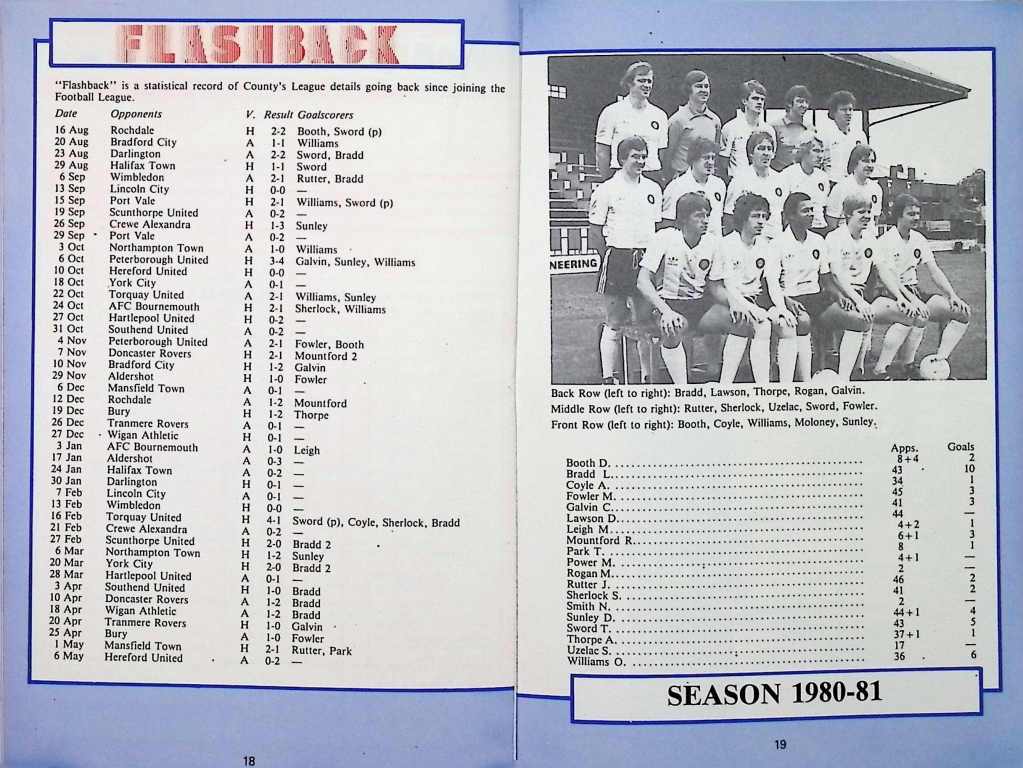 FLASHBACK
"Flashback" is a statistical record of County's League details going back since joining the
Football League.
Date Opponents V. Result Goalscorers
16 Aug Rochdale H 2-2 Booth, Sword (p)
20 Aug Bradford City A 1-1 Williams
23 Aug Darlington A 2-2 Sword, Bradd
29 Aug Halifax Town H 1-1 Sword
6 Sep Wimbledon A 2-1 Rutter, Bradd
13 Sep Lincoln City H 0-0 —
15 Sep Port Vale H 2-1 Williams, Sword (p)
19 Sep Scunthorpe United A 0-2 —
26 Sep Crewe Alexandra H 1-3 Sunley
29 Sep Port Vale A 0-2 —
3 Oct Northampton Town A 1-0 Williams
6 Oct Peterborough United H 3-4 Galvin, Sunley, Williams
10 Oct Hereford United H 0-0 —
18 Oct York City A 0-1 —
22 Oct Torquay United A 2-1 Williams, Sunley
24 Oct AFC Bournemouth H 2-1 Sherlock, Williams
27 Oct Hartlepool United H 0-2 —
31 Oct Southend United A 0-2 —
4 Nov Peterborough United A 2-1 Fowler, Booth
7 Nov Doncaster Rovers H 2-1 Mountford 2
10 Nov Bradford City H 1-2 Galvin
29 Nov Aldershot H 1-0 Fowler
6 Dec Mansfield Town A 0-1 —
12 Dec Rochdale A 1-2 Mountford
19 Dec Bury H 1-2 Thorpe
26 Dec Tranmere Rovers A 0-1 —
27 Dec Wigan Athletic H 0-1 —
3 Jan AFC Bournemouth A 1-0 Leigh
17 Jan Aldershot A 0-3 —
24 Jan Halifax Town A 0-2 —
30 Jan Darlington H 0-1 —
7 Feb Lincoln City A 0-1 —
13 Feb Wimbledon H 0-0 —
16 Feb Torquay United H 4-1 Sword (p), Coyle, Sherlock, Bradd
21 Feb Crewe Alexandra A 0-2 —
27 Feb Scunthorpe United H 2-0 Bradd 2
6 Mar Northampton Town H 1-2 Sunley
20 Mar York City H 2-0 Bradd 2
28 Mar Hartlepool United A 0-1 —
3 Apr Southend United H 1-0 Bradd
10 Apr Doncaster Rovers A 1-2 Bradd
18 Apr Wigan Athletic A 1-2 Bradd
20 Apr Tranmere Rovers H 1-0 Galvin
25 Apr Bury A 1-0 Fowler
1 May Mansfield Town H 2-1 Rutter, Park
6 May Hereford United A 0-2 —
18
NEERING
Back Row (left to right): Bradd, Lawson, Thorpe, Rogan, Galvin.
Middle Row (left to right): Rutter, Sherlock, Uzelac, Sword, Fowler.
Front Row (left to right): Booth, Coyle, Williams, Moloney, Sunley.
Apps. Goals
Booth D. 8+4 2
Bradd L. 43 10
Coyle A. 34 1
Fowler M. 45 3
Galvin C. 41 3
Lawson D. 44 —
Leigh M. 4+2 1
Mountford R. 6+1 3
Park T. 8 1
Power M. 4+1 —
Rogan M. 2 —
Rutter J. 46 2
Sherlock S. 41 2
Smith N. 2 —
Sunley D. 44+1 4
Sword T. 43 5
Thorpe A. 37+1 1
Uzelac S. 17 —
Williams O. 36 6
SEASON 1980-81
19